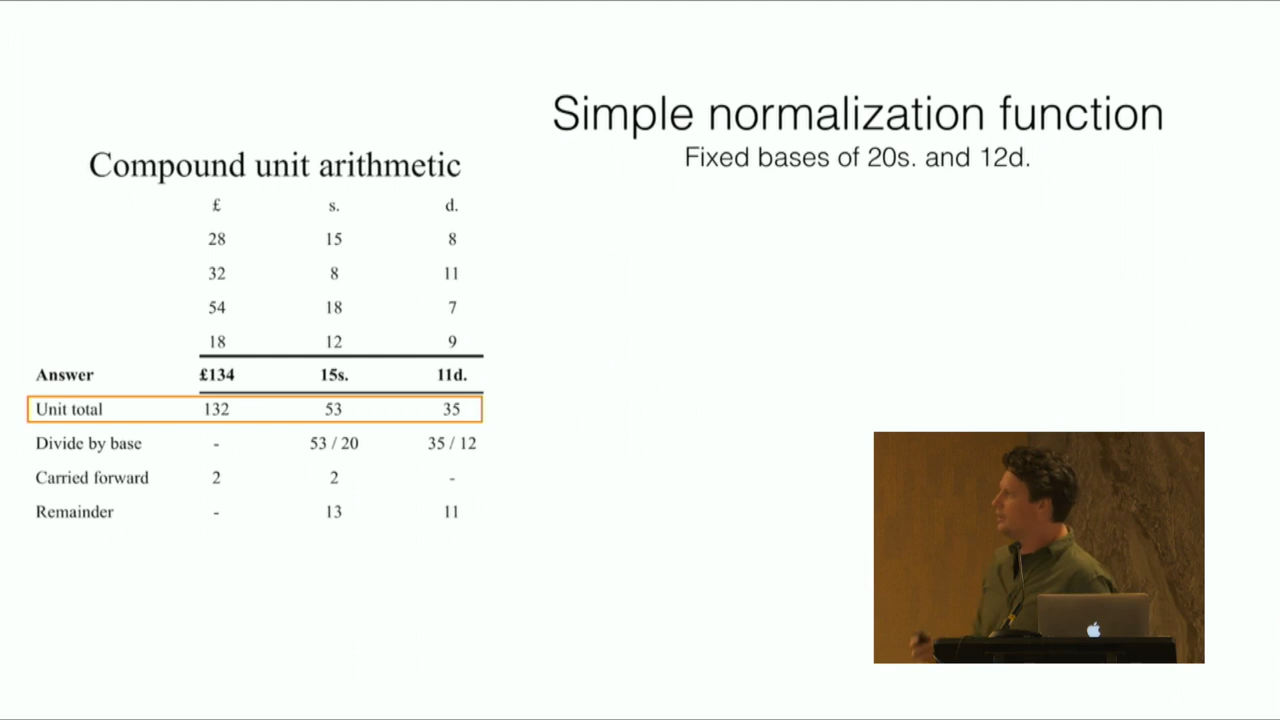 Simple normalization function
Fixed bases of 20s. and 12d.
Compound unit arithmetic
£ s. d.
28 15 8
32 8 11
54 18 7
18 12 9
Answer £134 15s. 11d.
Unit total 132 53 35
Divide by base - 53 / 20 35 / 12
Carried forward 2 2 -
Remainder - 13 11